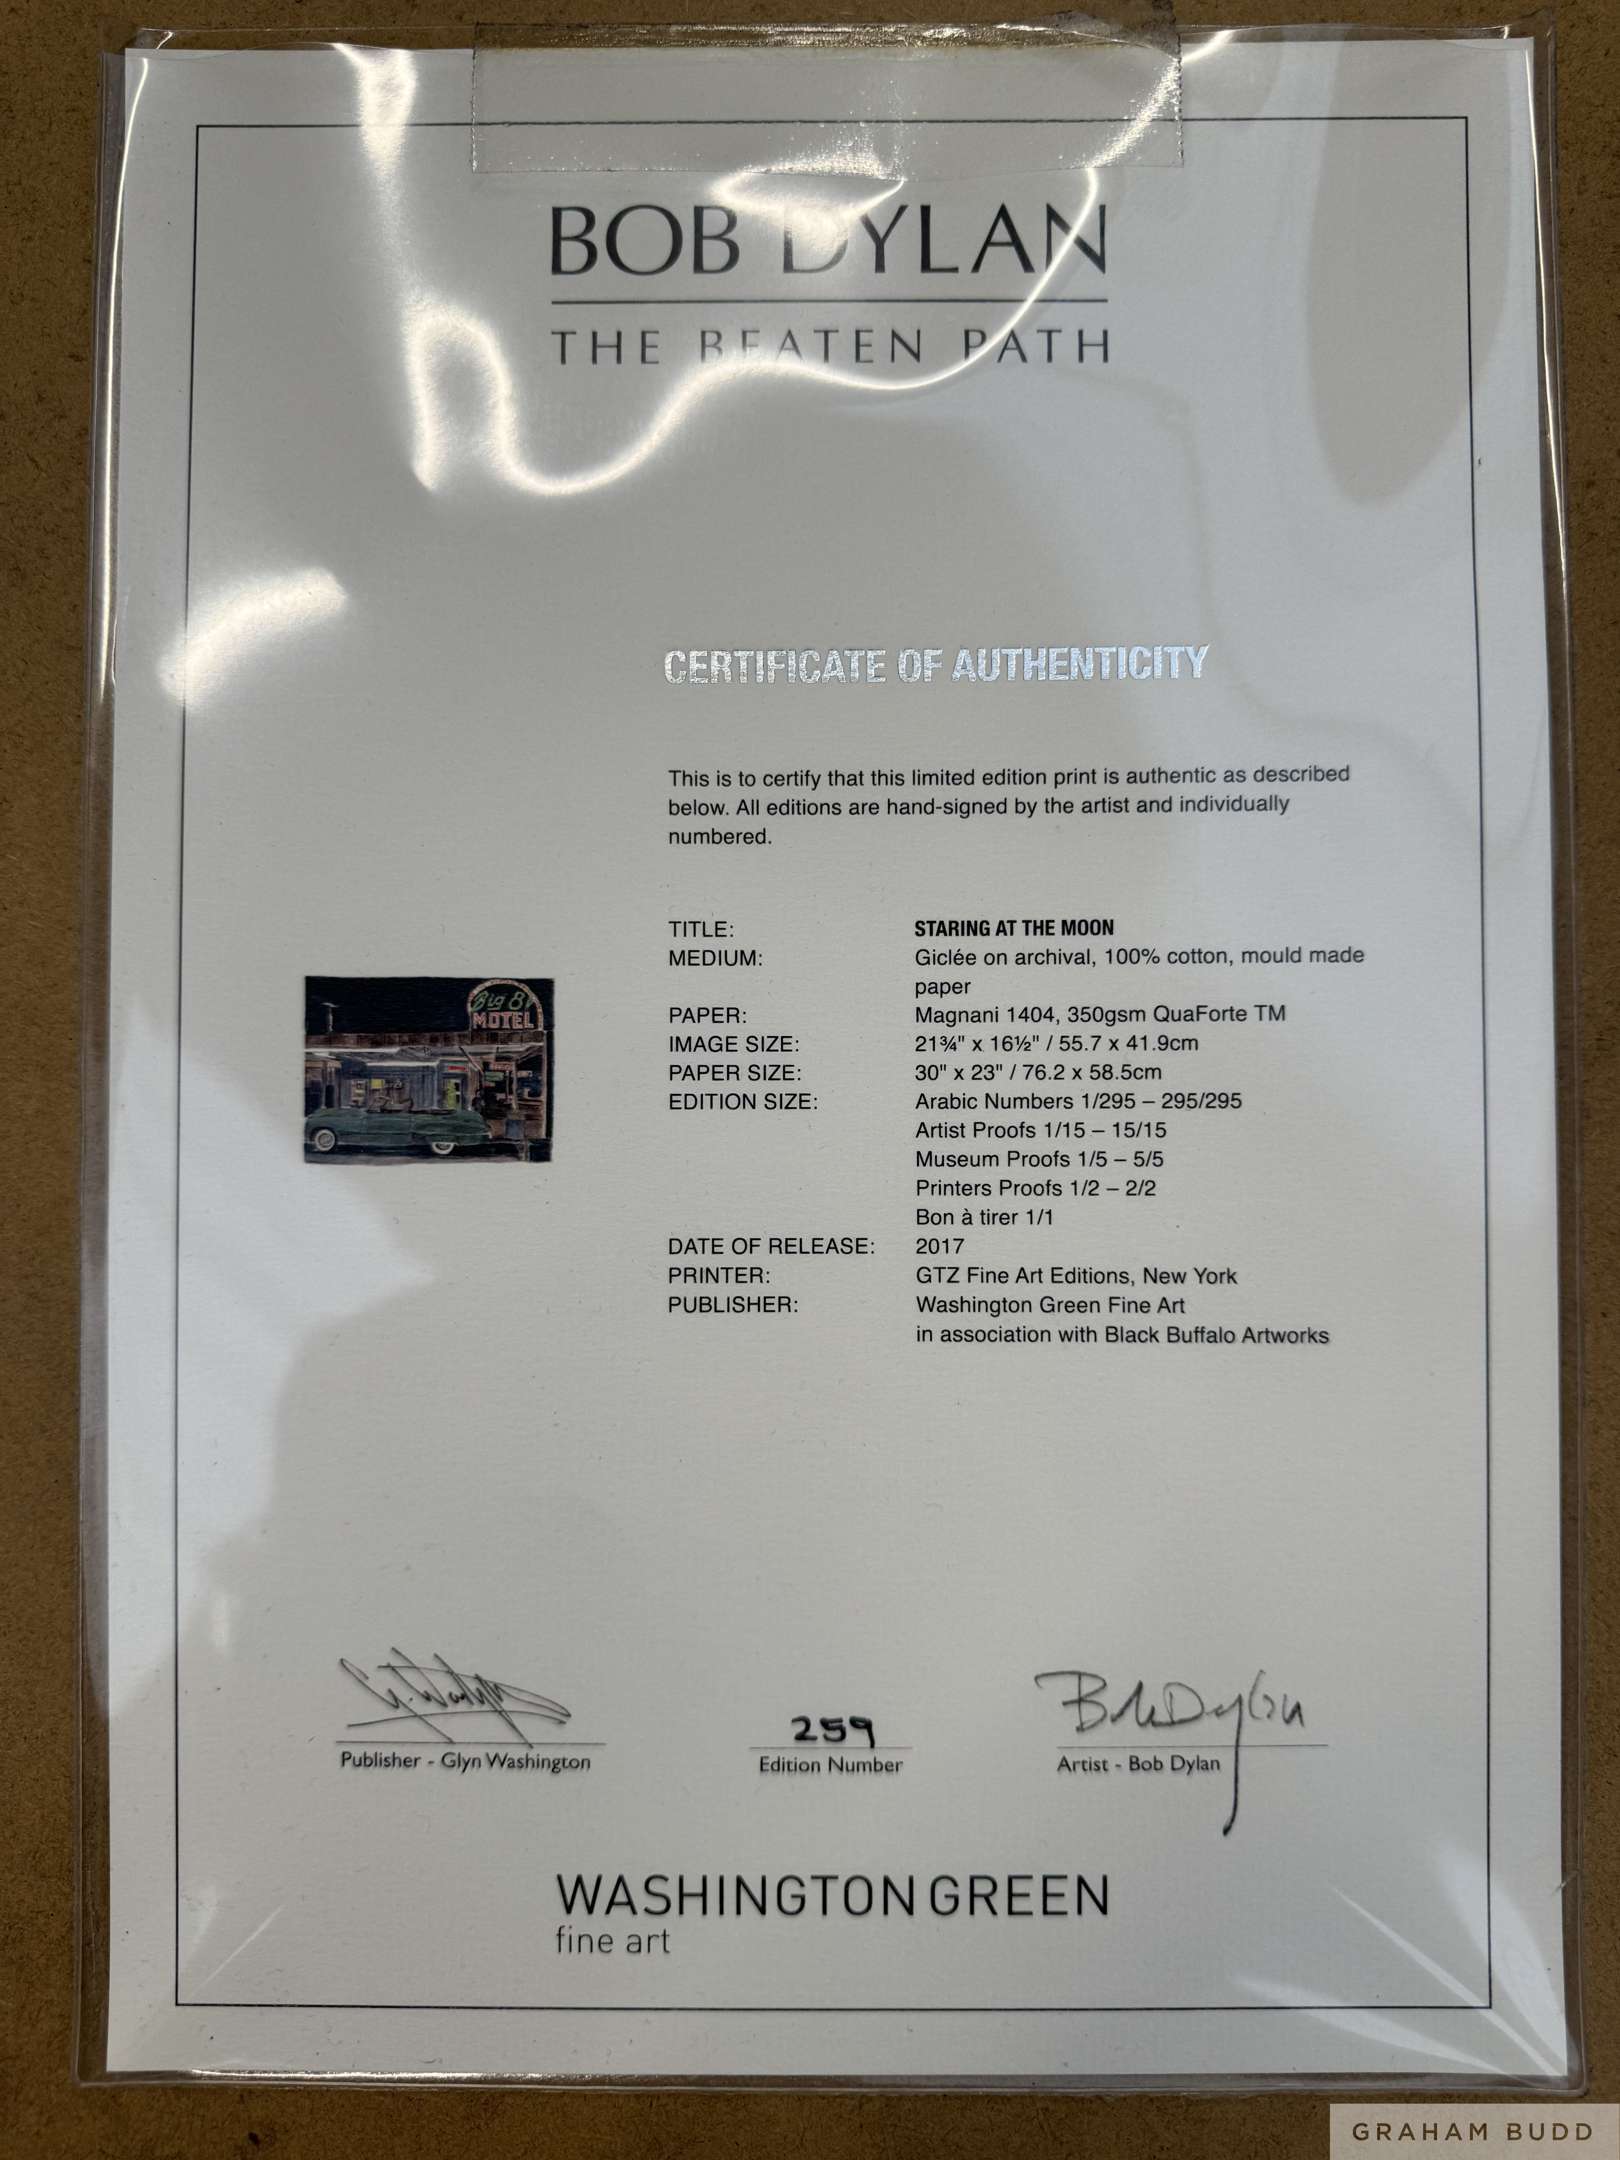 BOB DYLAN
THE BEATEN PATH
CERTIFICATE OF AUTHENTICITY
This is to certify that this limited edition print is authentic as described
below. All editions are hand-signed by the artist and individually
numbered.
TITLE: STARING AT THE MOON
MEDIUM: Giclée on archival, 100% cotton, mould made
paper
PAPER: Magnani 1404, 350gsm QuaForte TM
IMAGE SIZE: 21¾" x 16½" / 55.7 x 41.9cm
PAPER SIZE: 30" x 23" / 76.2 x 58.5cm
EDITION SIZE: Arabic Numbers 1/295 – 295/295
Artist Proofs 1/15 – 15/15
Museum Proofs 1/5 – 5/5
Printers Proofs 1/2 – 2/2
Bon à tirer 1/1
DATE OF RELEASE: 2017
PRINTER: GTZ Fine Art Editions, New York
PUBLISHER: Washington Green Fine Art
in association with Black Buffalo Artworks
Big 8
MOTEL
259
Bob Dylan
Publisher - Glyn Washington
Edition Number
Artist - Bob Dylan
WASHINGTON GREEN
fine art
GRAHAM BUDD